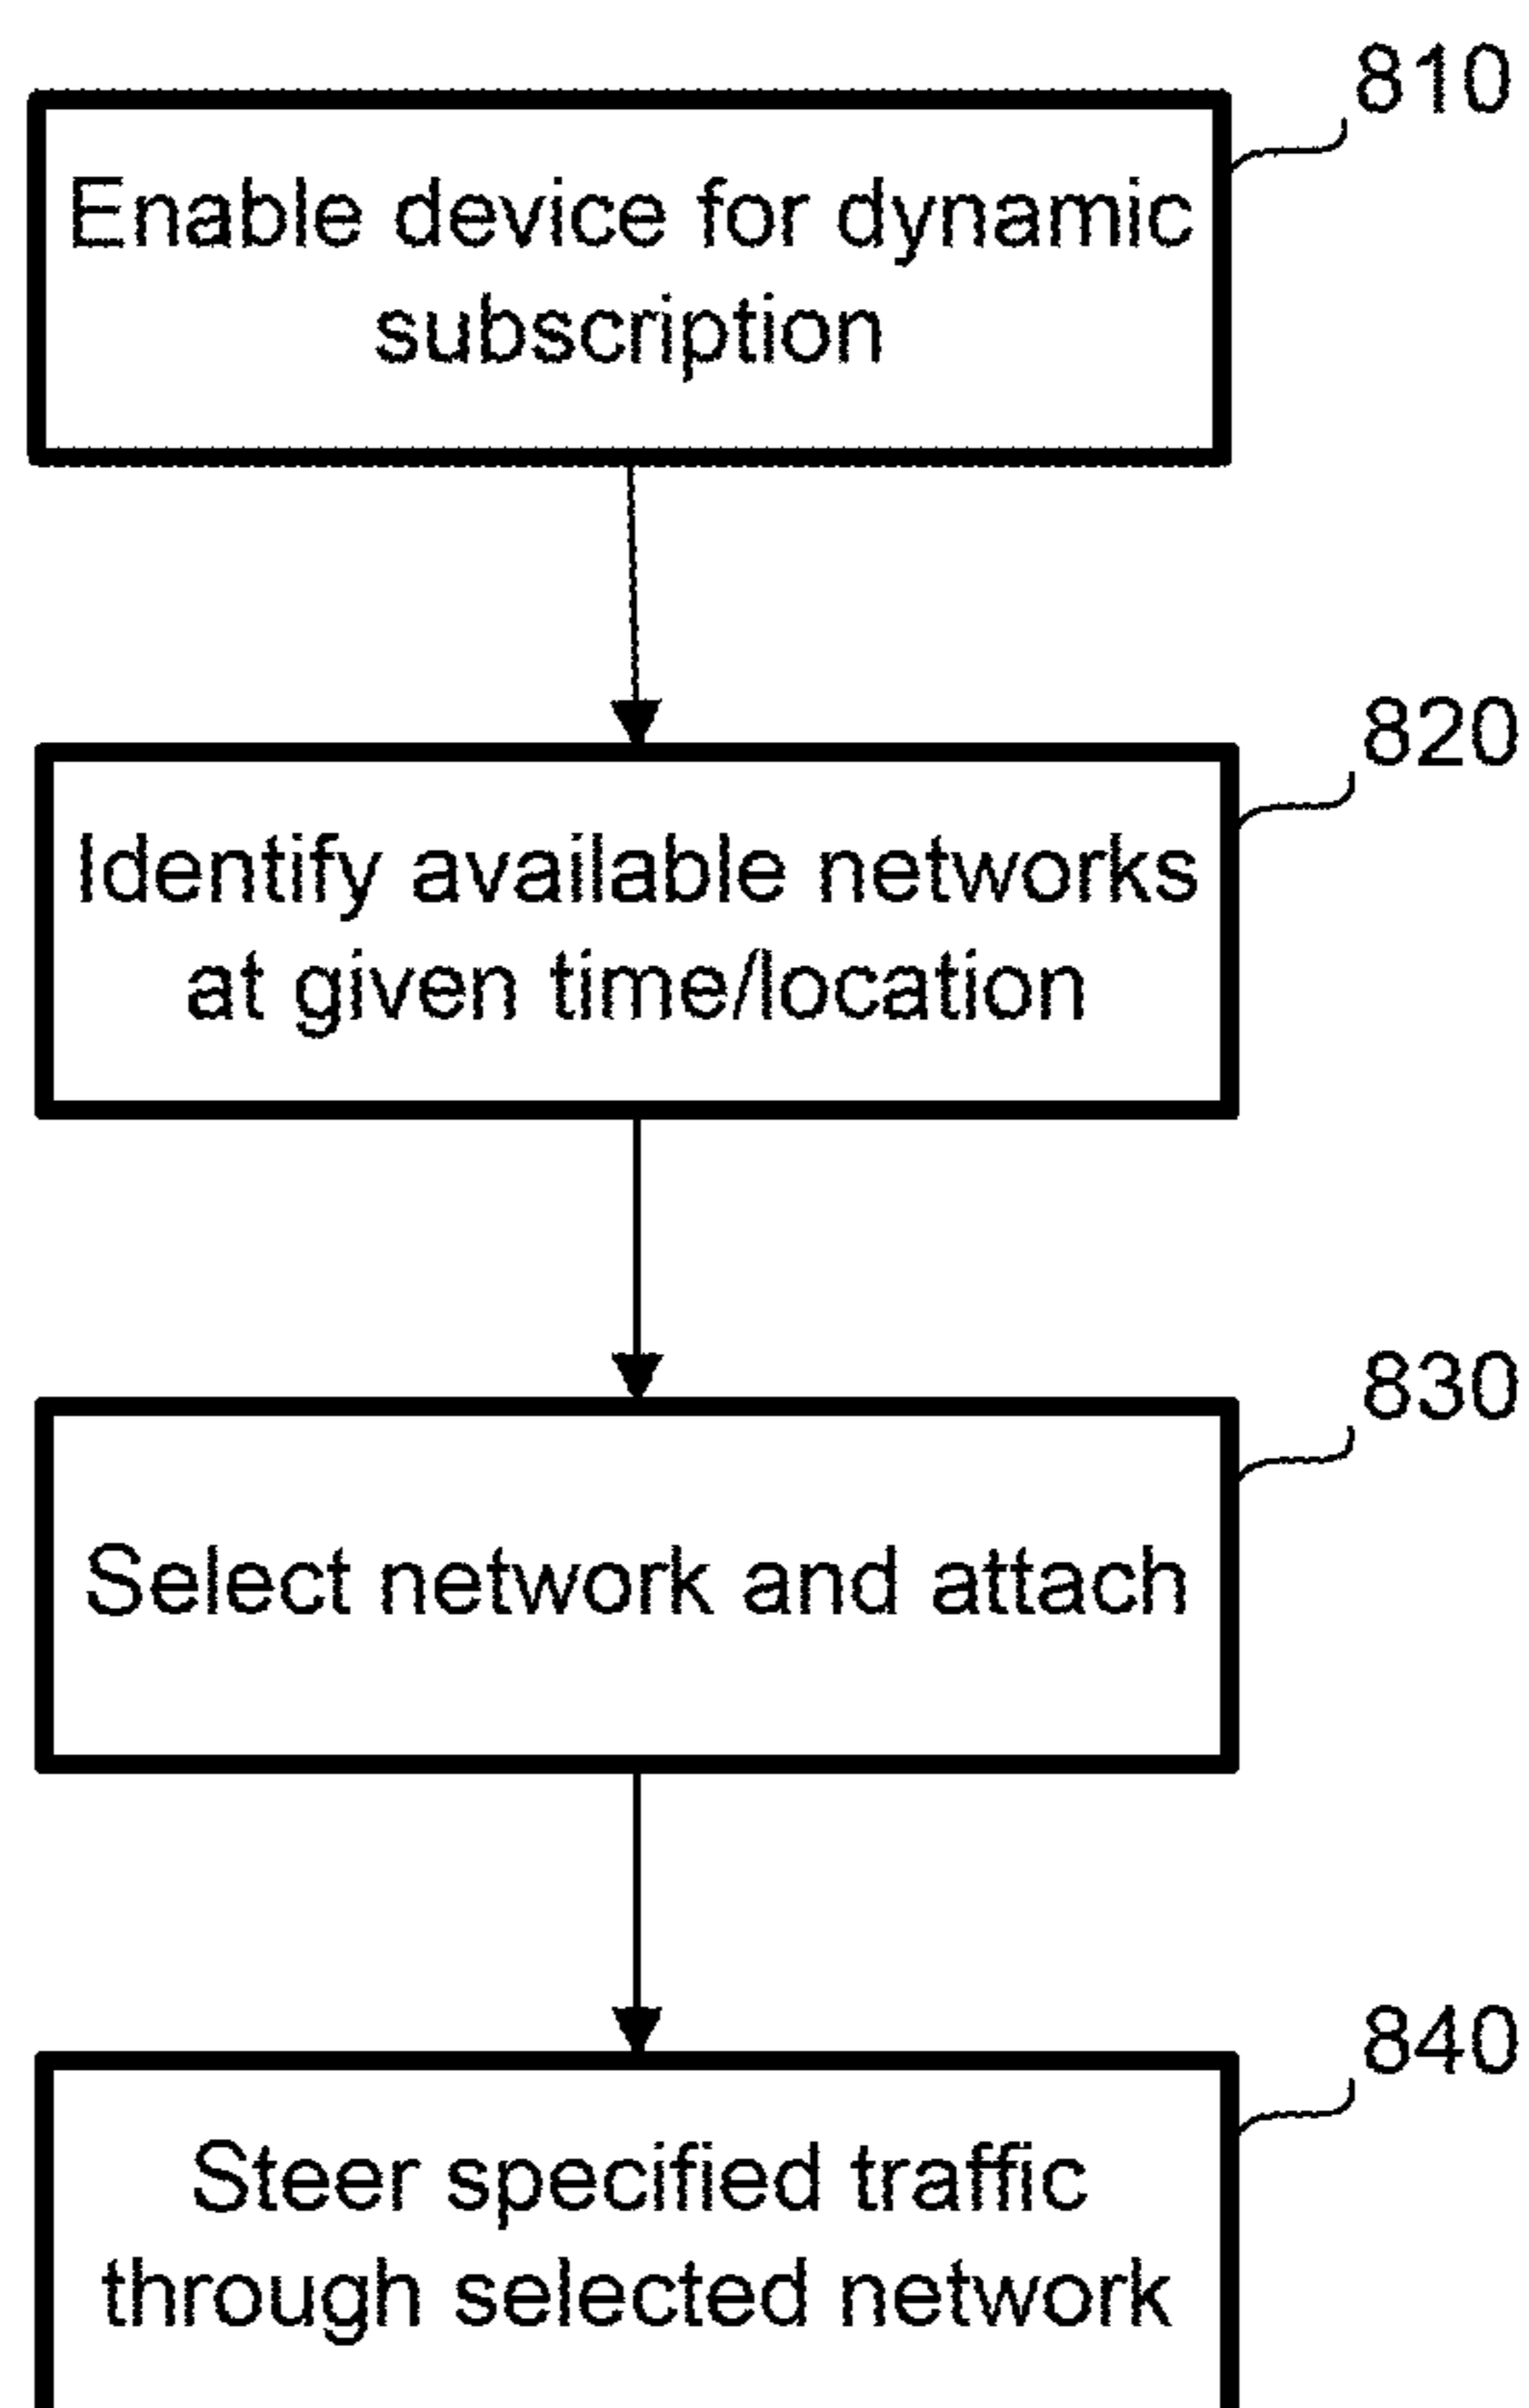 810
Enable device for dynamic
subscription
820
Identify available networks
at given time/location
830
Select network and attach
840
Steer specified traffic
through selected network